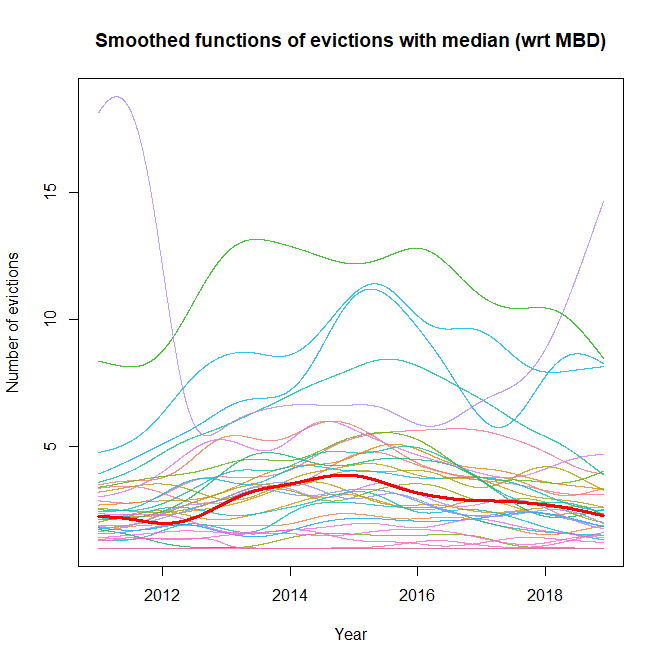 Smoothed functions of evictions with median (wrt MBD)
15
10
5
Number of evictions
2012 2014 2016 2018
Year